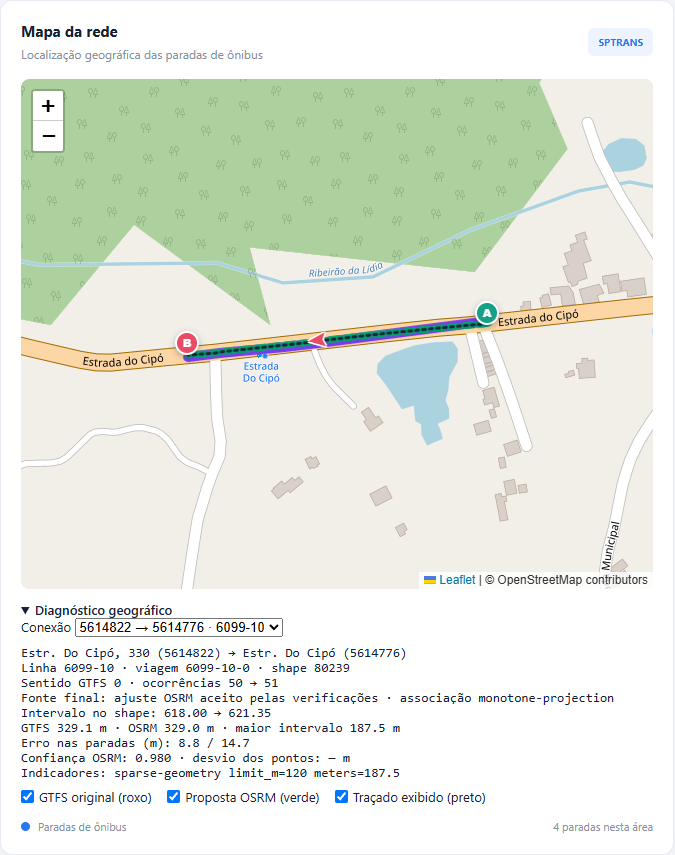 Mapa da rede
Localização geográfica das paradas de ônibus
SPTRANS
+
−
Ribeirão da Lídia
A
Estrada do Cipó
B
Estrada do Cipó
Estrada
Do Cipó
Municipal
Leaflet | © OpenStreetMap contributors
▼ Diagnóstico geográfico
Conexão 5614822 → 5614776 · 6099-10
Estr. Do Cipó, 330 (5614822) → Estr. Do Cipó (5614776)
Linha 6099-10 · viagem 6099-10-0 · shape 80239
Sentido GTFS 0 · ocorrências 50 → 51
Fonte final: ajuste OSRM aceito pelas verificações · associação monotone-projection
Intervalo no shape: 618.00 → 621.35
GTFS 329.1 m · OSRM 329.0 m · maior intervalo 187.5 m
Erro nas paradas (m): 8.8 / 14.7
Confiança OSRM: 0.980 · desvio dos pontos: — m
Indicadores: sparse-geometry limit_m=120 meters=187.5
GTFS original (roxo) Proposta OSRM (verde) Traçado exibido (preto)
Paradas de ônibus
4 paradas nesta área